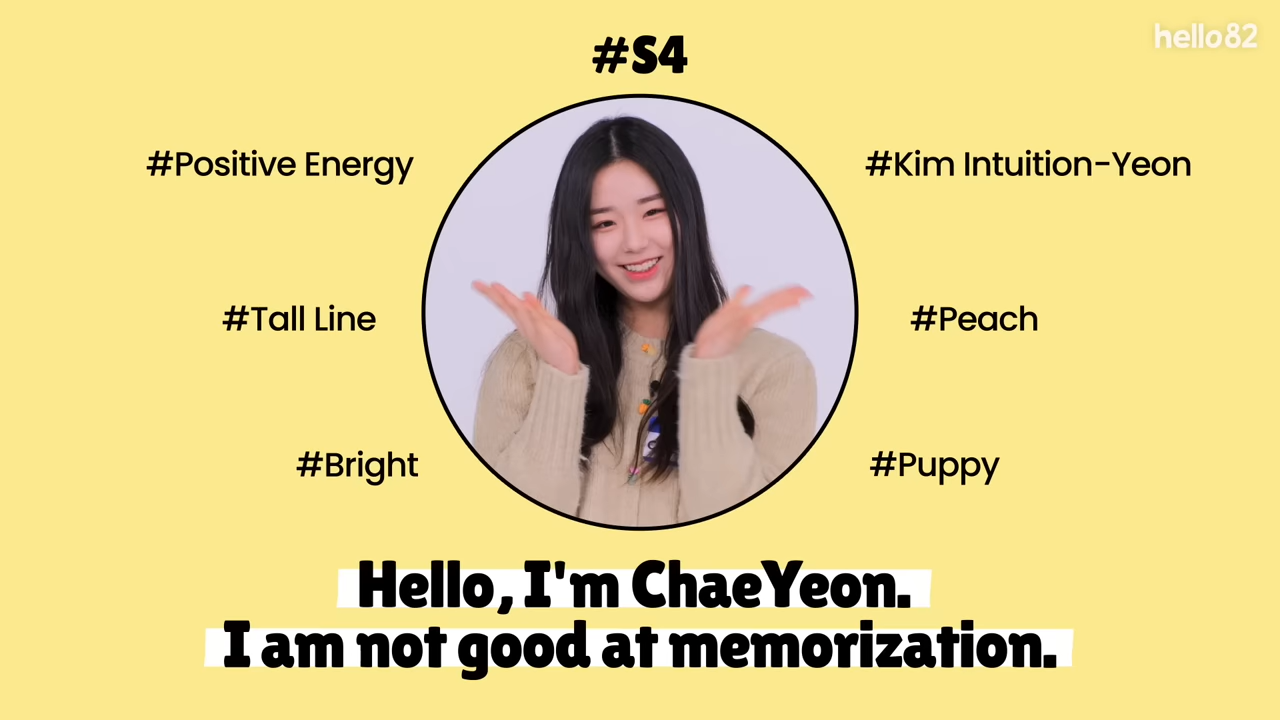 hello82
#S4
#Positive Energy
#Kim Intuition-Yeon
#Tall Line
#Peach
#Bright
#Puppy
Hello, I'm ChaeYeon.
I am not good at memorization.